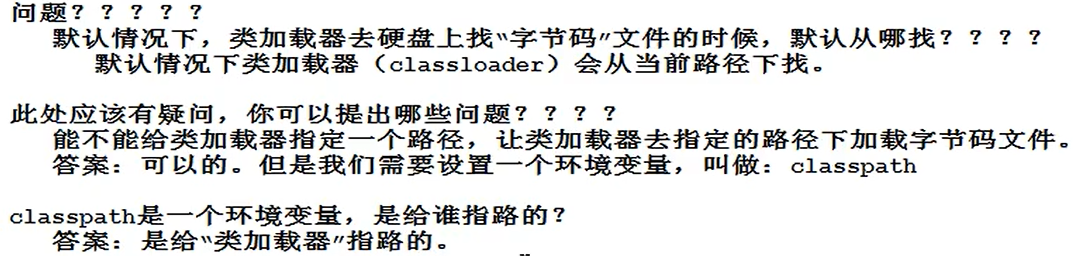 问题？？？？？
默认情况下，类加载器去硬盘上找“字节码”文件的时候，默认从哪找？？？？
默认情况下类加载器（classloader）会从当前路径下找。
此处应该有疑问，你可以提出哪些问题？？？？
能不能给类加载器指定一个路径，让类加载器去指定的路径下加载字节码文件。
答案：可以的。但是我们需要设置一个环境变量，叫做：classpath
classpath是一个环境变量，是给谁指路的？
答案：是给“类加载器”指路的。